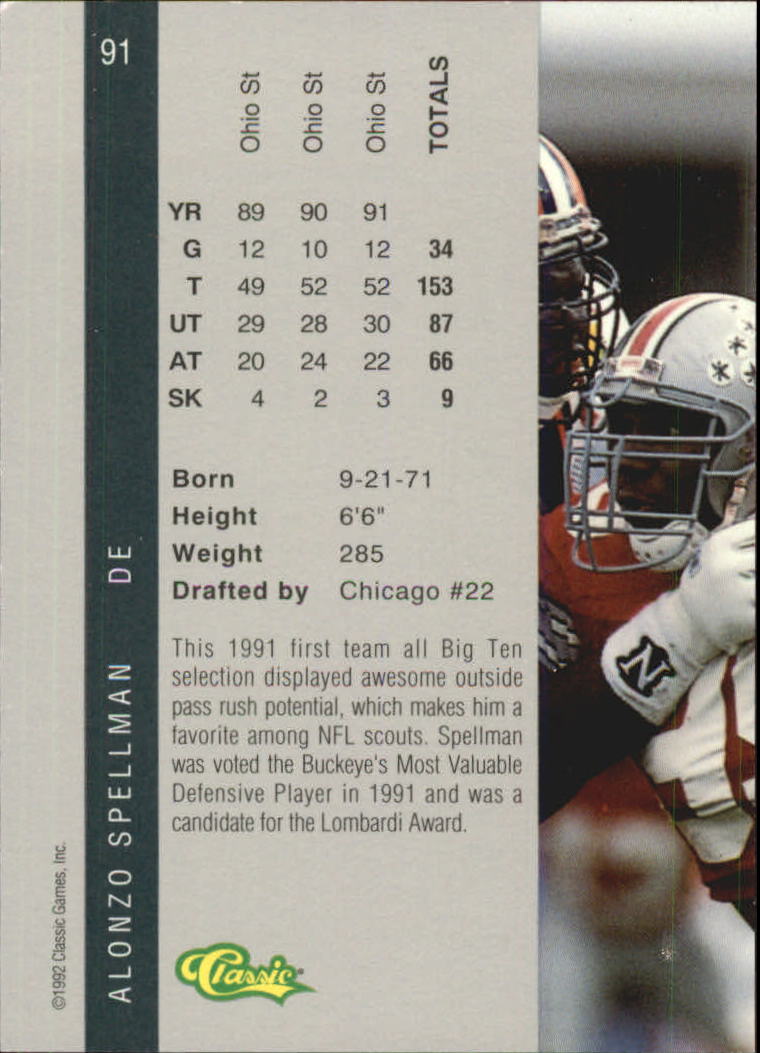 91
Ohio St Ohio St Ohio St TOTALS
YR 89 90 91
G 12 10 12 34
T 49 52 52 153
UT 29 28 30 87
AT 20 24 22 66
SK 4 2 3 9
Born 9-21-71
Height 6'6"
Weight 285
Drafted by Chicago #22
This 1991 first team all Big Ten
selection displayed awesome outside
pass rush potential, which makes him a
favorite among NFL scouts. Spellman
was voted the Buckeye's Most Valuable
Defensive Player in 1991 and was a
candidate for the Lombardi Award.
Classic
ALONZO SPELLMAN DE
©1992 Classic Games, Inc.
N